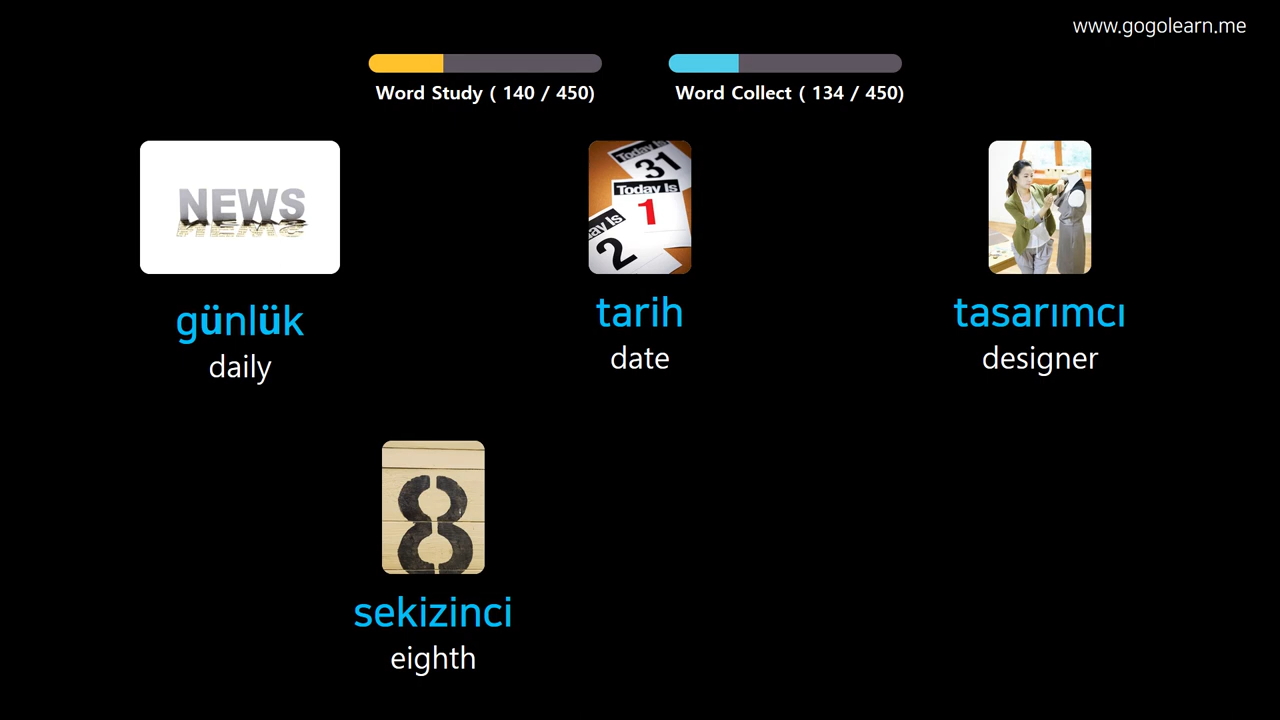 www.gogolearn.me
Word Study ( 140 / 450)
Word Collect ( 134 / 450)
NEWS
Today Is
31
Today Is
1
ay Is
2
günlük
daily
tarih
date
tasarımcı
designer
8
sekizinci
eighth